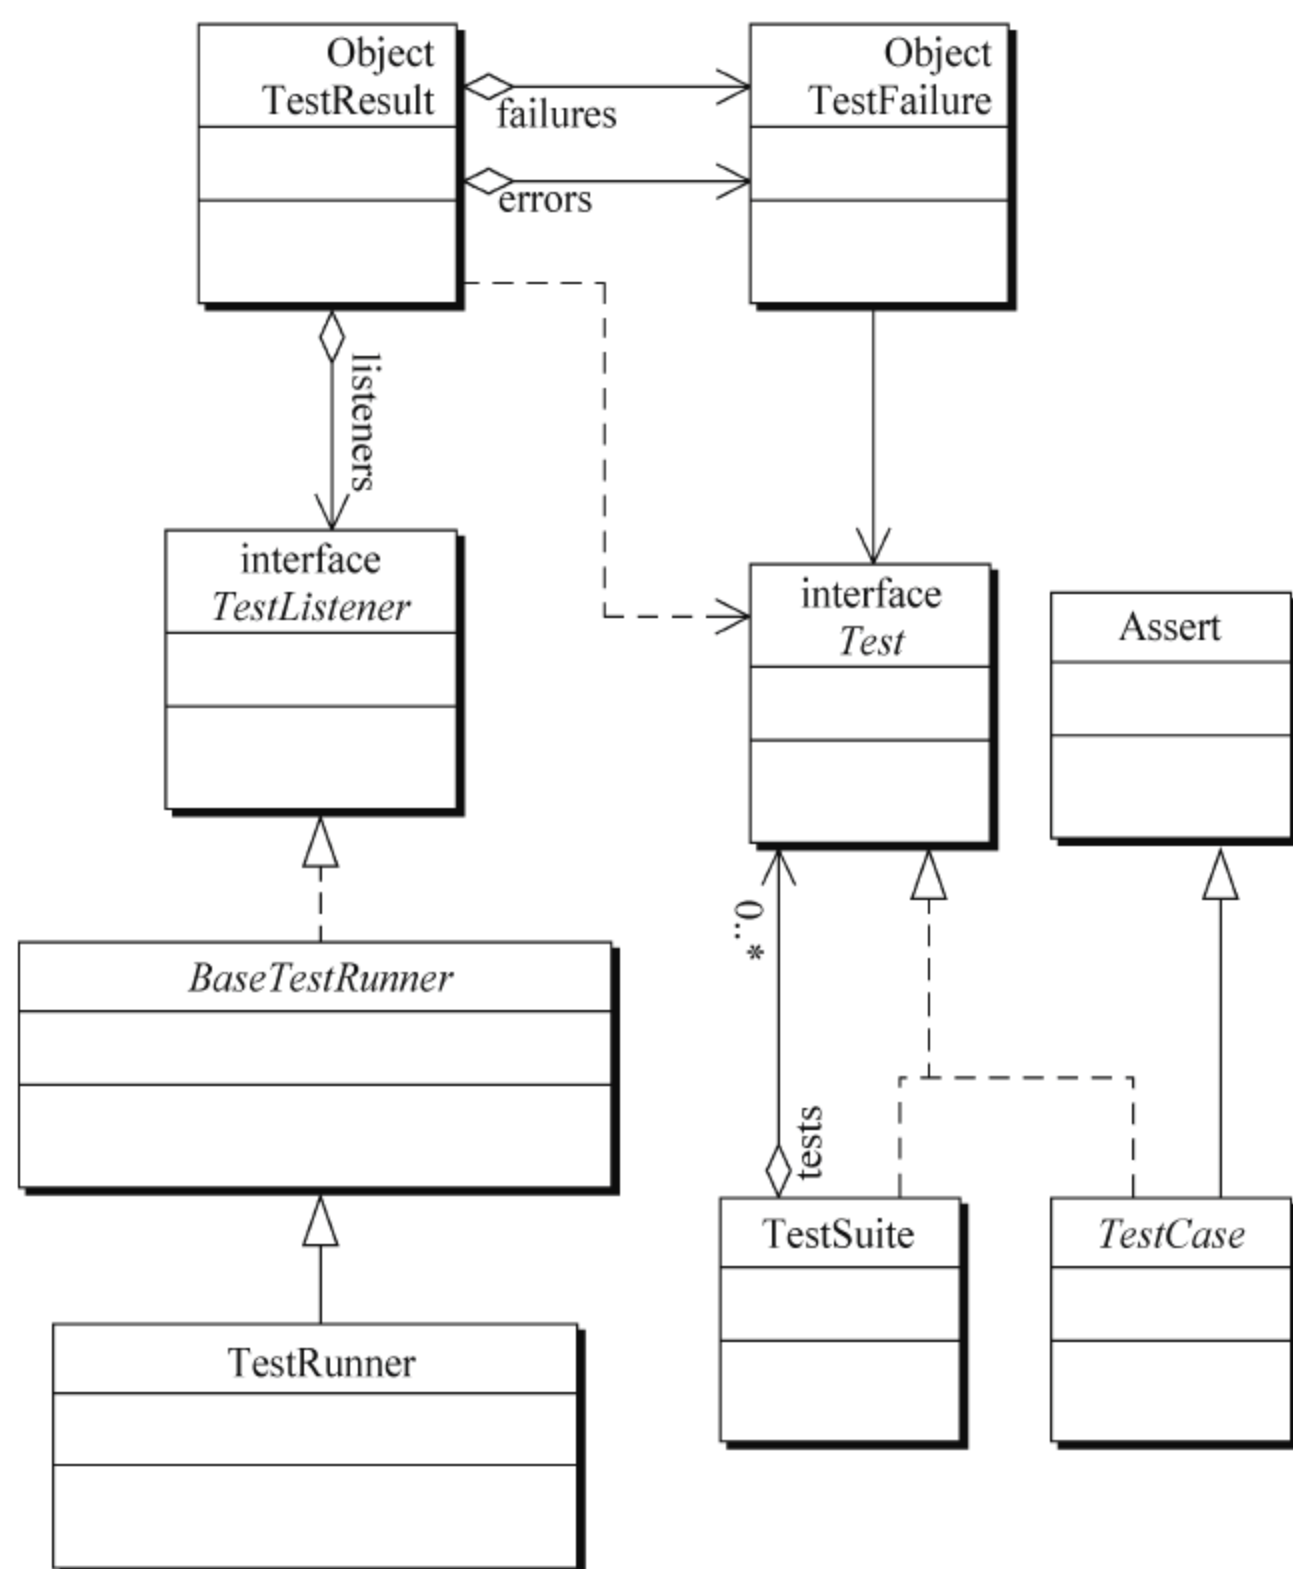 Object
TestResult
Object
TestFailure
failures
errors
listeners
interface
TestListener
interface
Test
Assert
0..*
BaseTestRunner
tests
TestSuite
TestCase
TestRunner